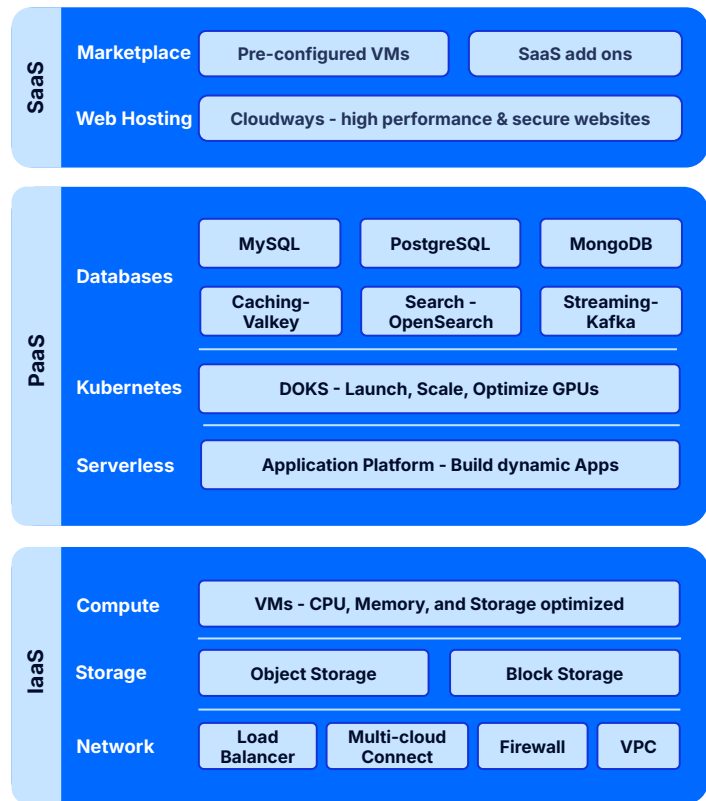 SaaS
Marketplace
Pre-configured VMs
SaaS add ons
Web Hosting
Cloudways - high performance & secure websites
PaaS
Databases
MySQL
PostgreSQL
MongoDB
Caching-
Valkey
Search -
OpenSearch
Streaming-
Kafka
Kubernetes
DOKS - Launch, Scale, Optimize GPUs
Serverless
Application Platform - Build dynamic Apps
IaaS
Compute
VMs - CPU, Memory, and Storage optimized
Storage
Object Storage
Block Storage
Network
Load
Balancer
Multi-cloud
Connect
Firewall
VPC